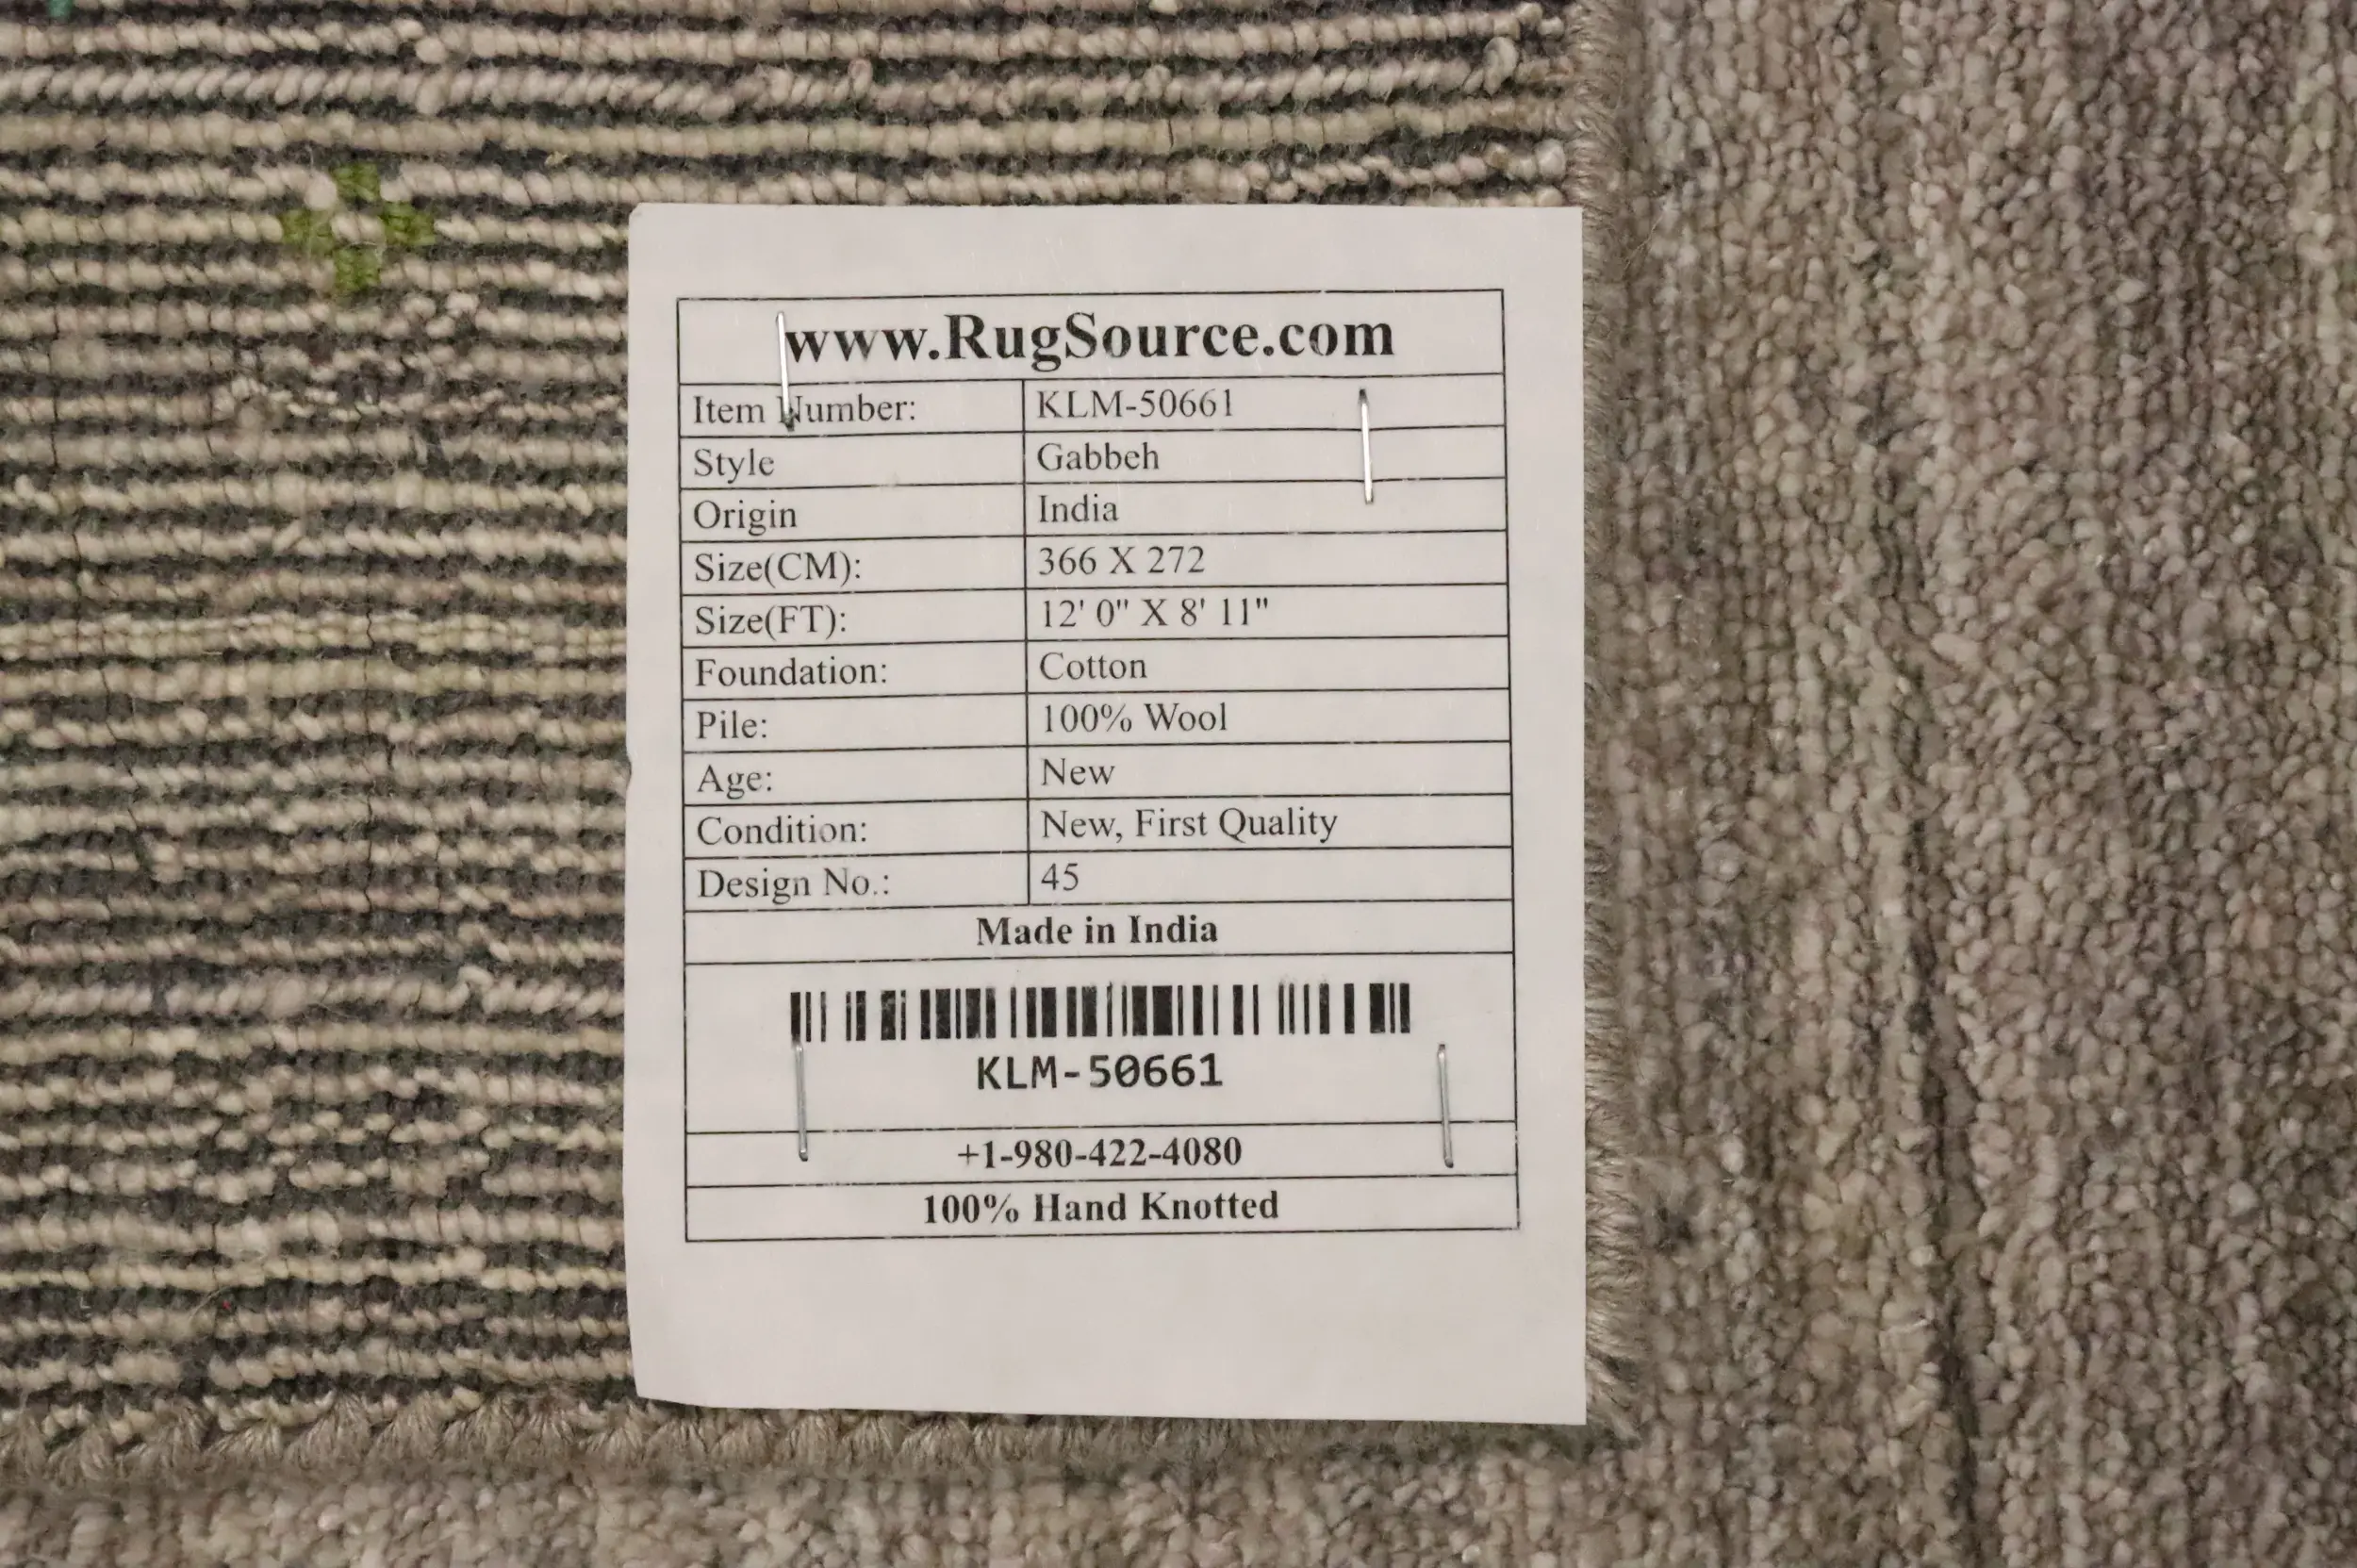 www.RugSource.com
Item Number: KLM-50661
Style Gabbeh
Origin India
Size(CM): 366 X 272
Size(FT): 12' 0" X 8' 11"
Foundation: Cotton
Pile: 100% Wool
Age: New
Condition: New, First Quality
Design No.: 45
Made in India
KLM-50661
+1-980-422-4080
100% Hand Knotted